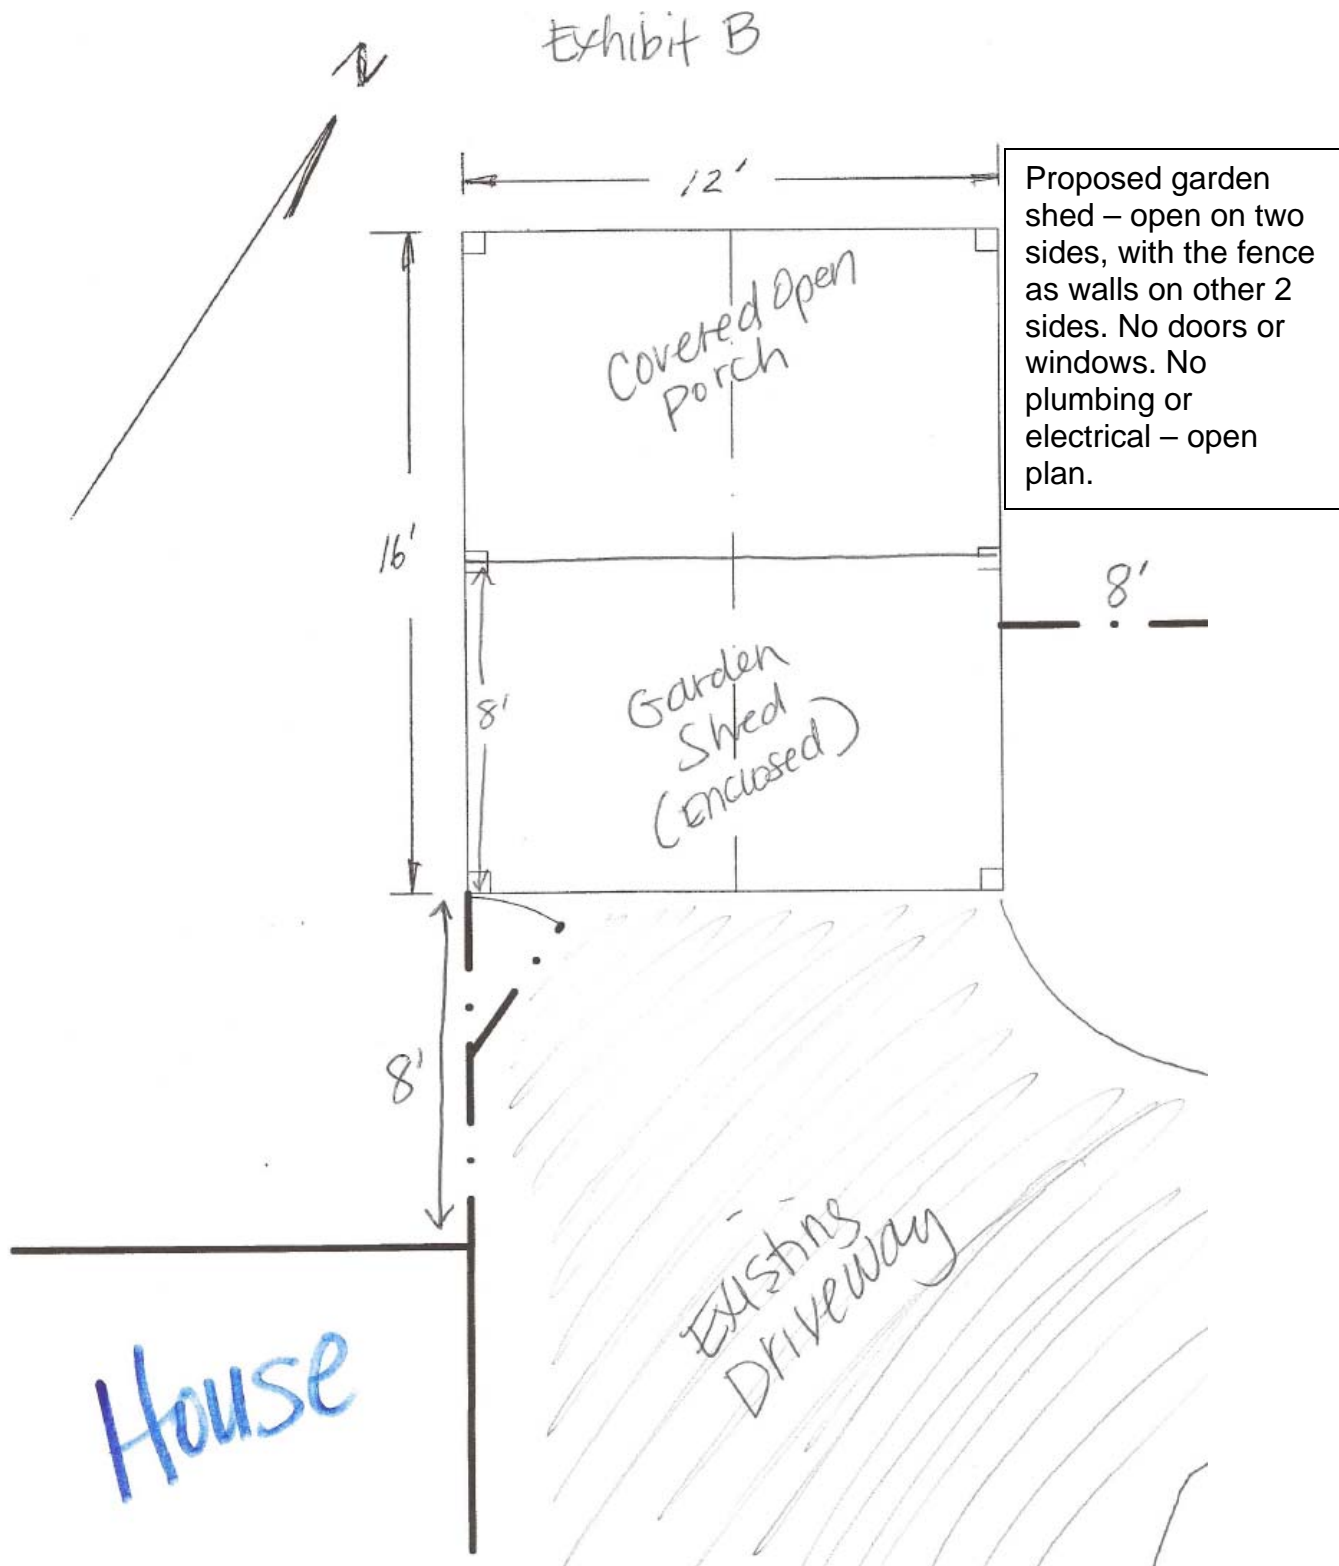 Exhibit B
N
12'
Proposed garden
shed – open on two
sides, with the fence
as walls on other 2
sides. No doors or
windows. No
plumbing or
electrical – open
plan.
Covered Open
Porch
16'
8'
8'
Garden
Shed
(Enclosed)
8'
Existing
Driveway
House